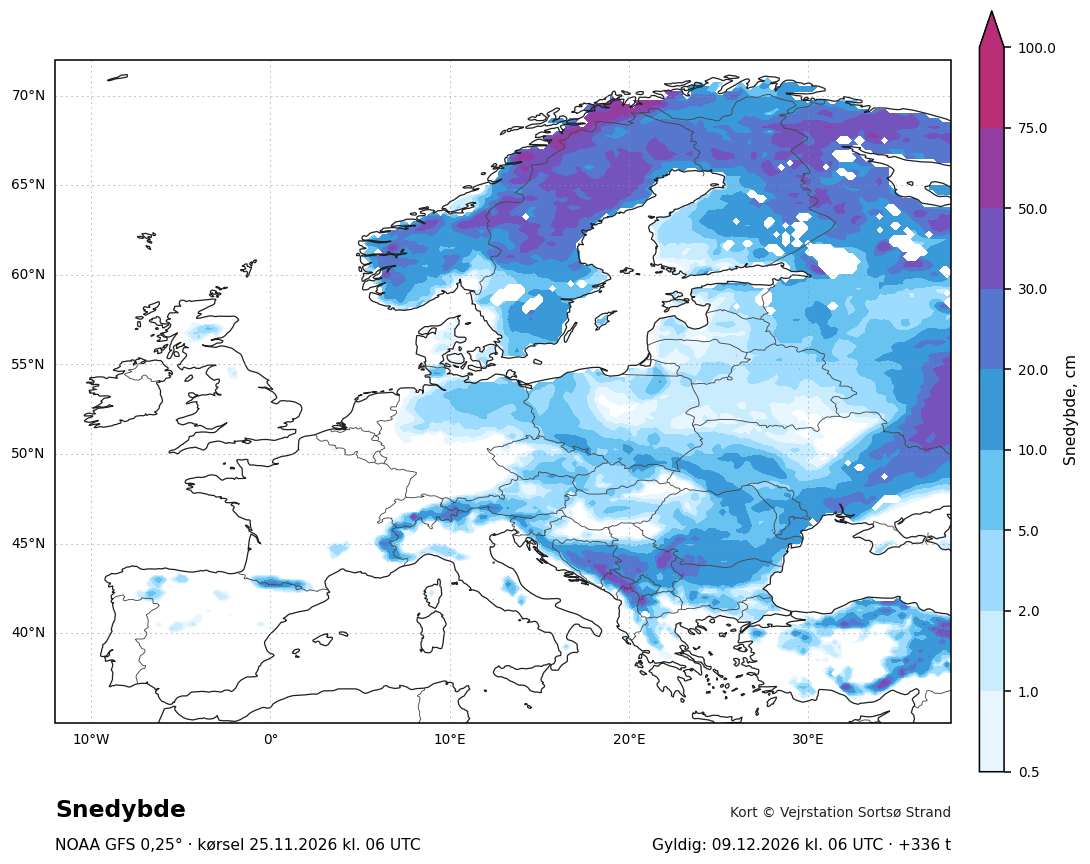 100.0
75.0
50.0
30.0
20.0
10.0
5.0
2.0
1.0
0.5
Snedybde, cm
70°N
65°N
60°N
55°N
50°N
45°N
40°N
10°W 0° 10°E 20°E 30°E
Snedybde
Kort © Vejrstation Sortsø Strand
NOAA GFS 0,25° · kørsel 25.11.2026 kl. 06 UTC
Gyldig: 09.12.2026 kl. 06 UTC · +336 t